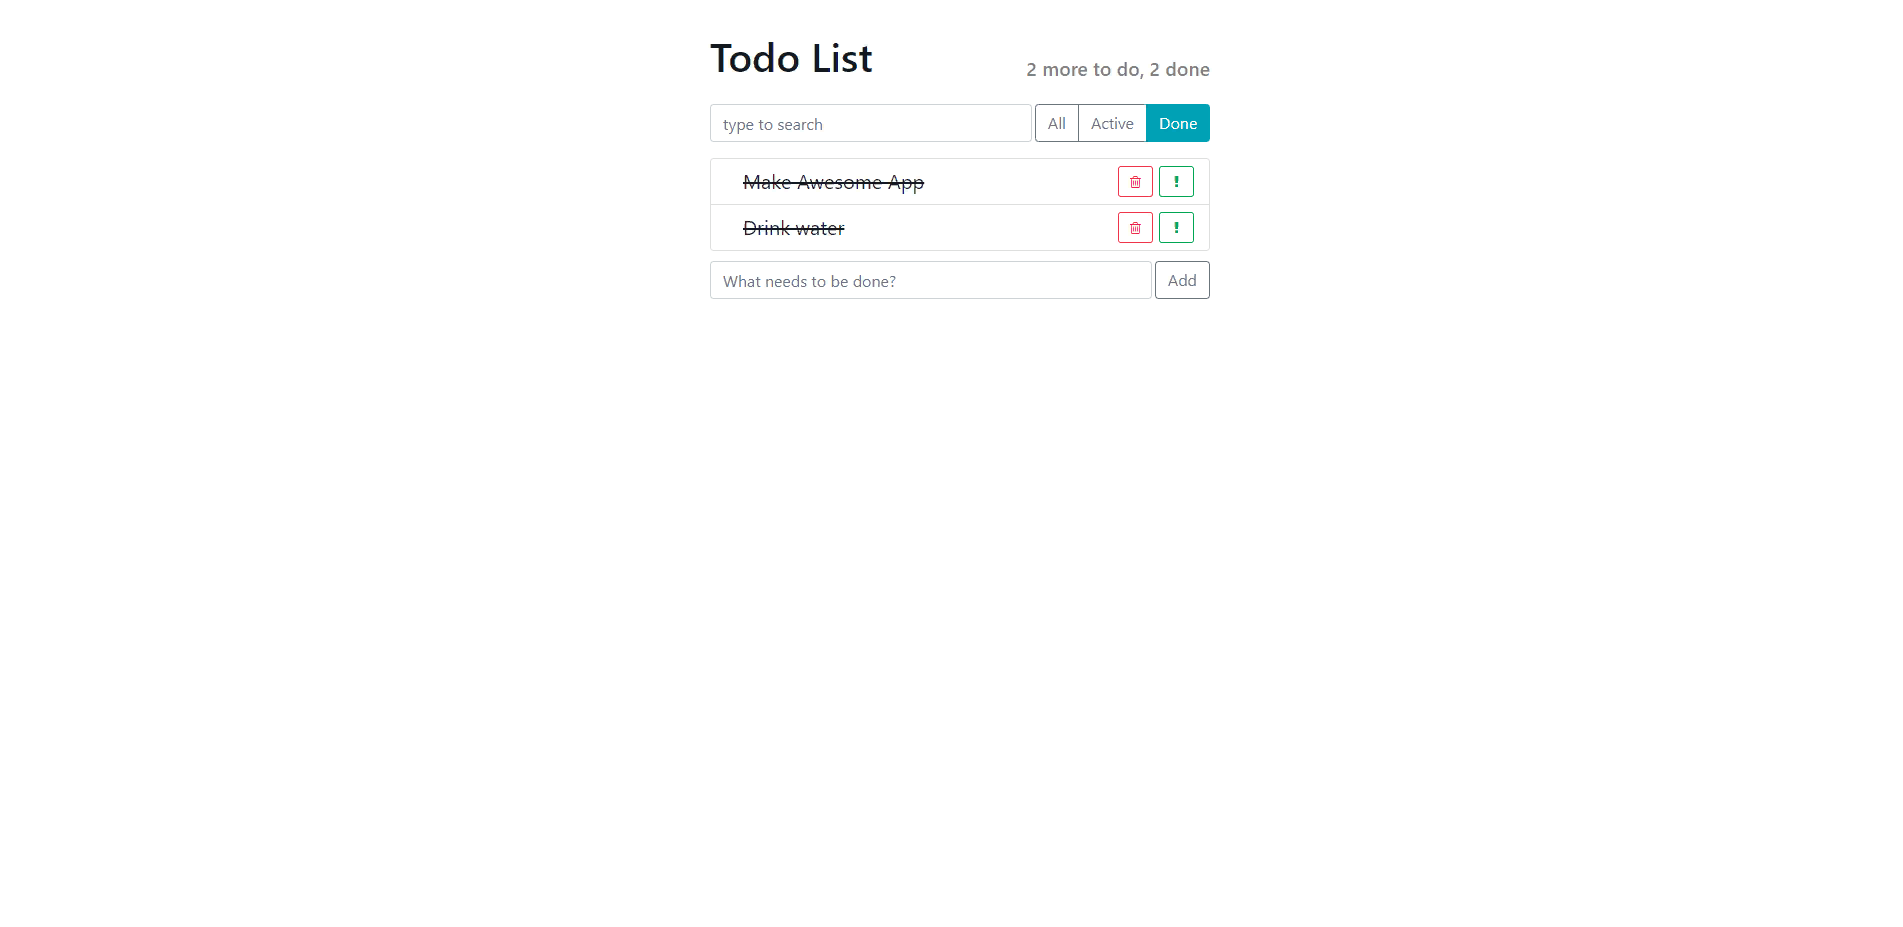 Todo List
2 more to do, 2 done
type to search
All Active Done
Make Awesome App
Drink water
What needs to be done? Add